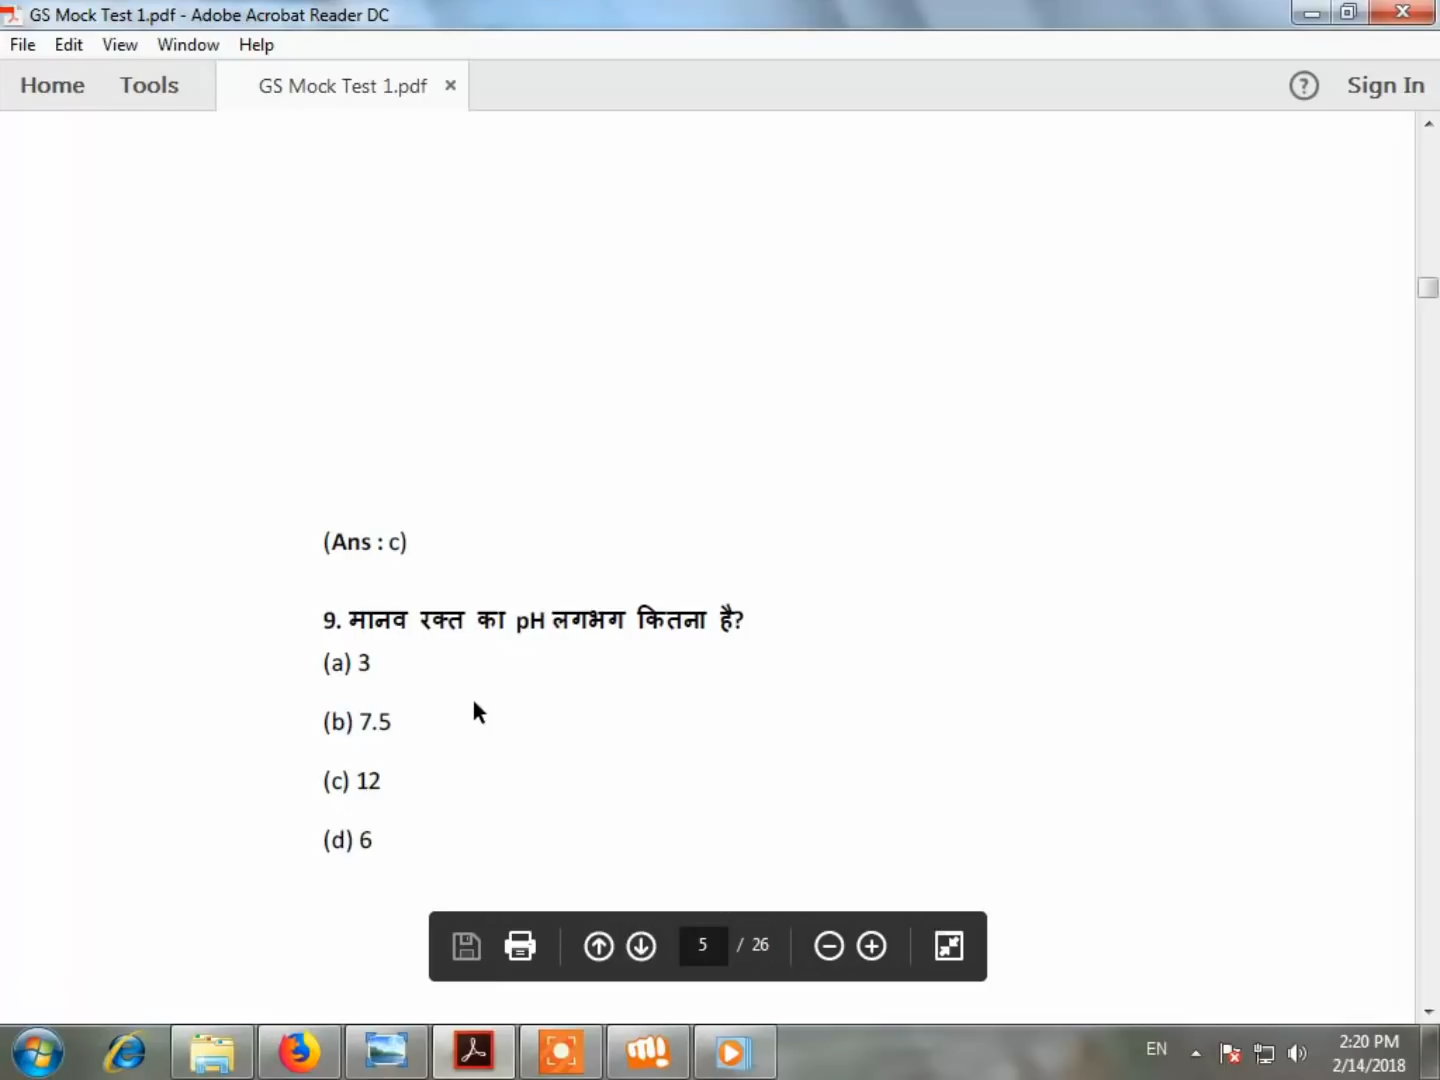 GS Mock Test 1.pdf - Adobe Acrobat Reader DC
File Edit View Window Help
Home Tools GS Mock Test 1.pdf × ? Sign In
(Ans : c)
9. मानव रक्त का pH लगभग कितना है?
(a) 3
(b) 7.5
(c) 12
(d) 6
5 / 26
EN
2:20 PM
2/14/2018